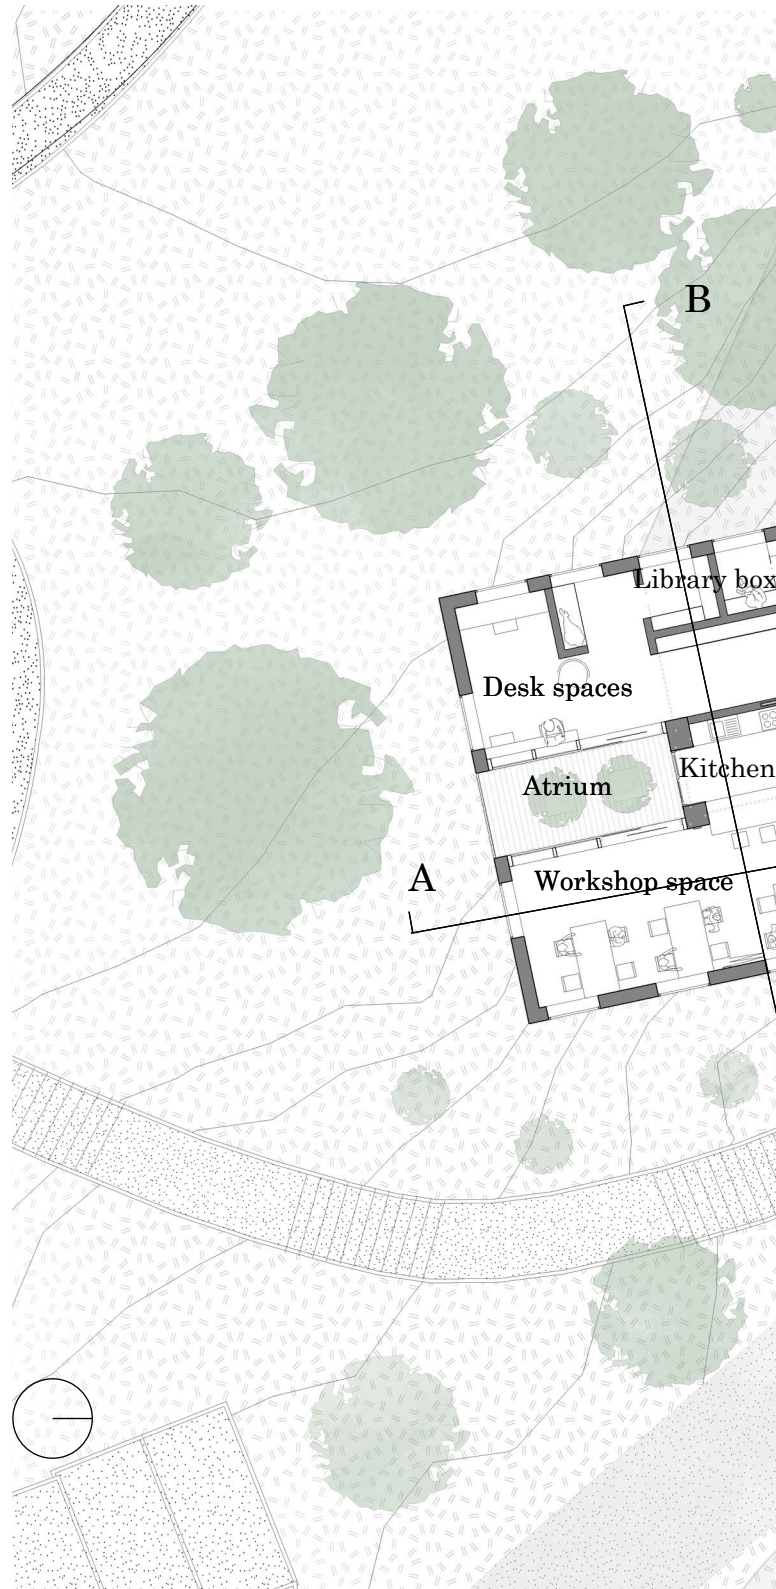 B
Library box
Desk spaces
Kitchen
Atrium
A
Workshop space